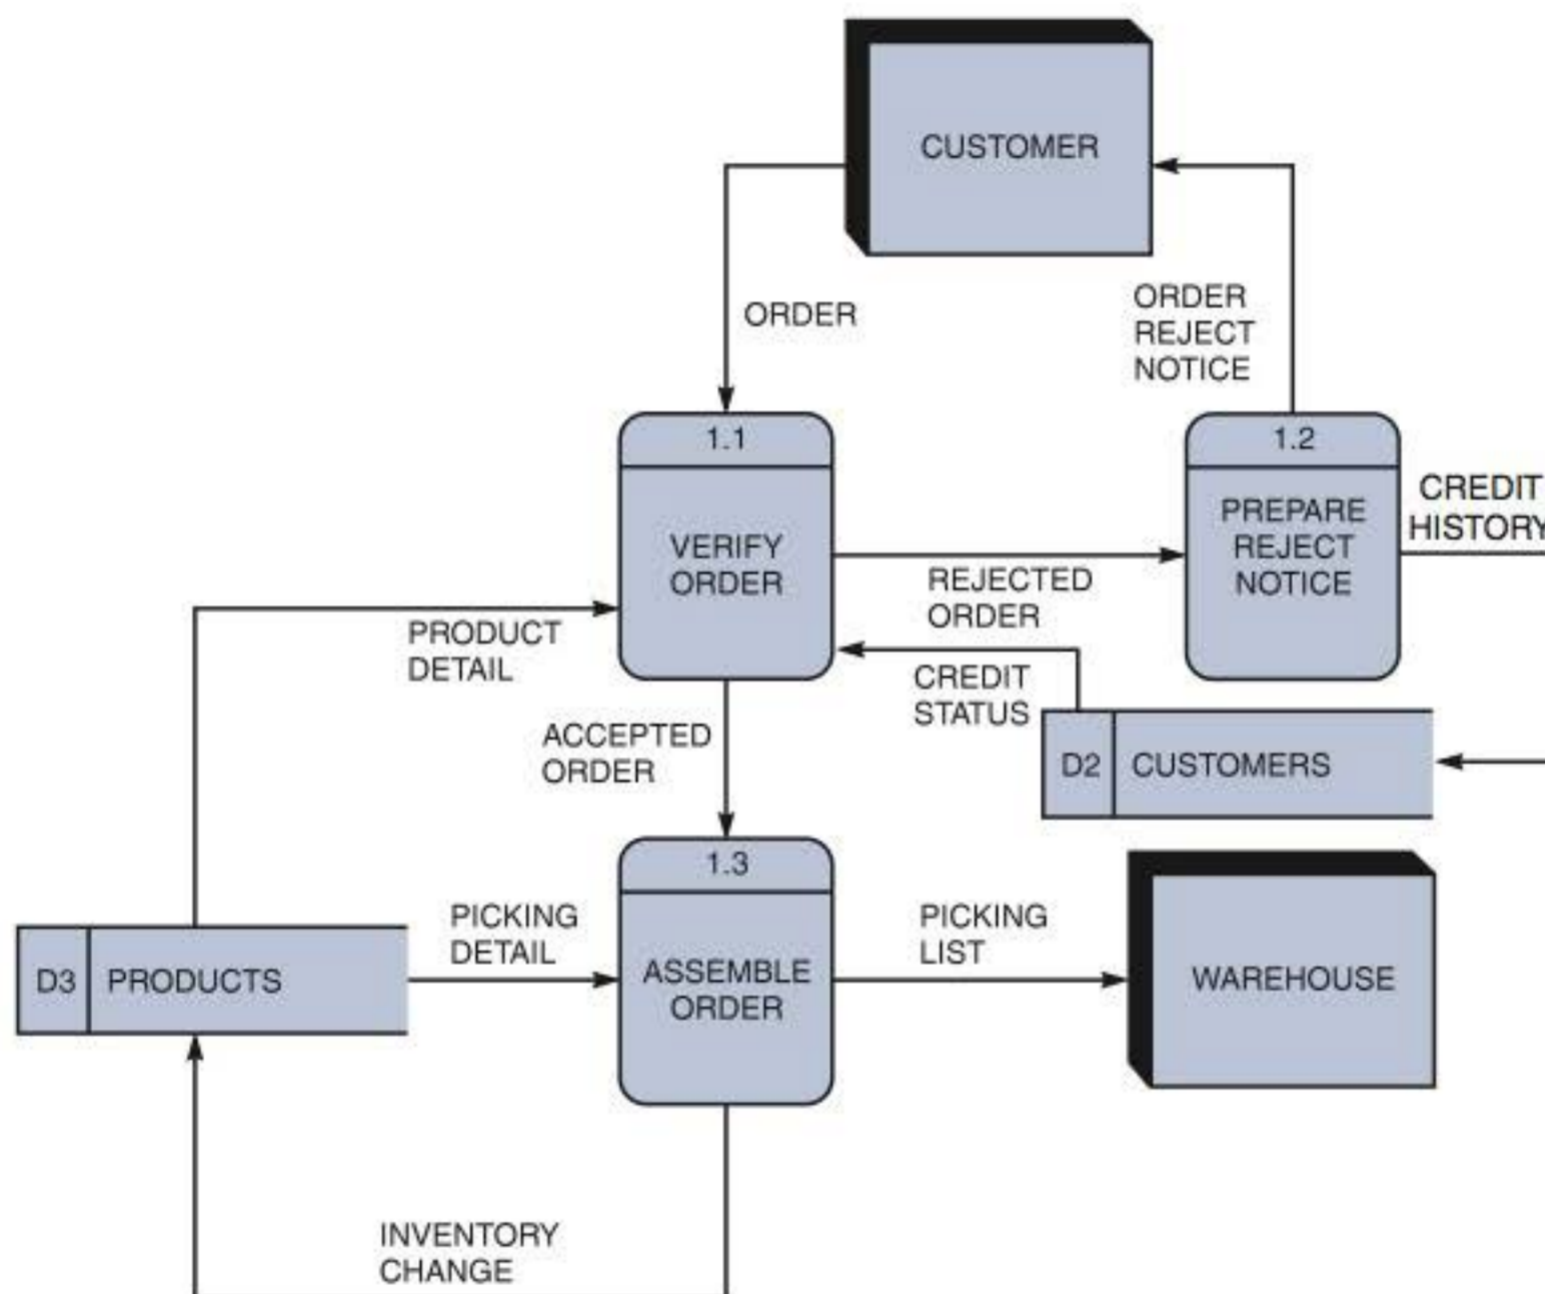 CUSTOMER
ORDER
ORDER
REJECT
NOTICE
1.1
VERIFY
ORDER
1.2
PREPARE
REJECT
NOTICE
CREDIT
HISTORY
REJECTED
ORDER
PRODUCT
DETAIL
CREDIT
STATUS
ACCEPTED
ORDER
D2 CUSTOMERS
1.3
ASSEMBLE
ORDER
PICKING
DETAIL
PICKING
LIST
D3 PRODUCTS
WAREHOUSE
INVENTORY
CHANGE